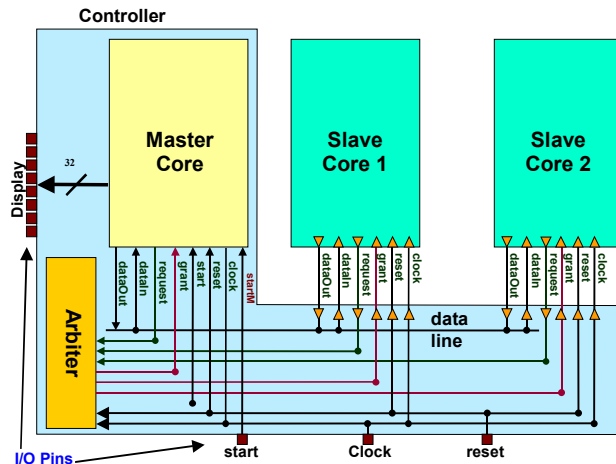 Controller
Master
Core
Slave
Core 1
Slave
Core 2
32
Display
dataOut
dataIn
request
grant
start
reset
clock
startM
dataOut
dataIn
request
grant
reset
clock
dataOut
dataIn
request
grant
reset
clock
data
line
Arbiter
I/O Pins
start
Clock
reset